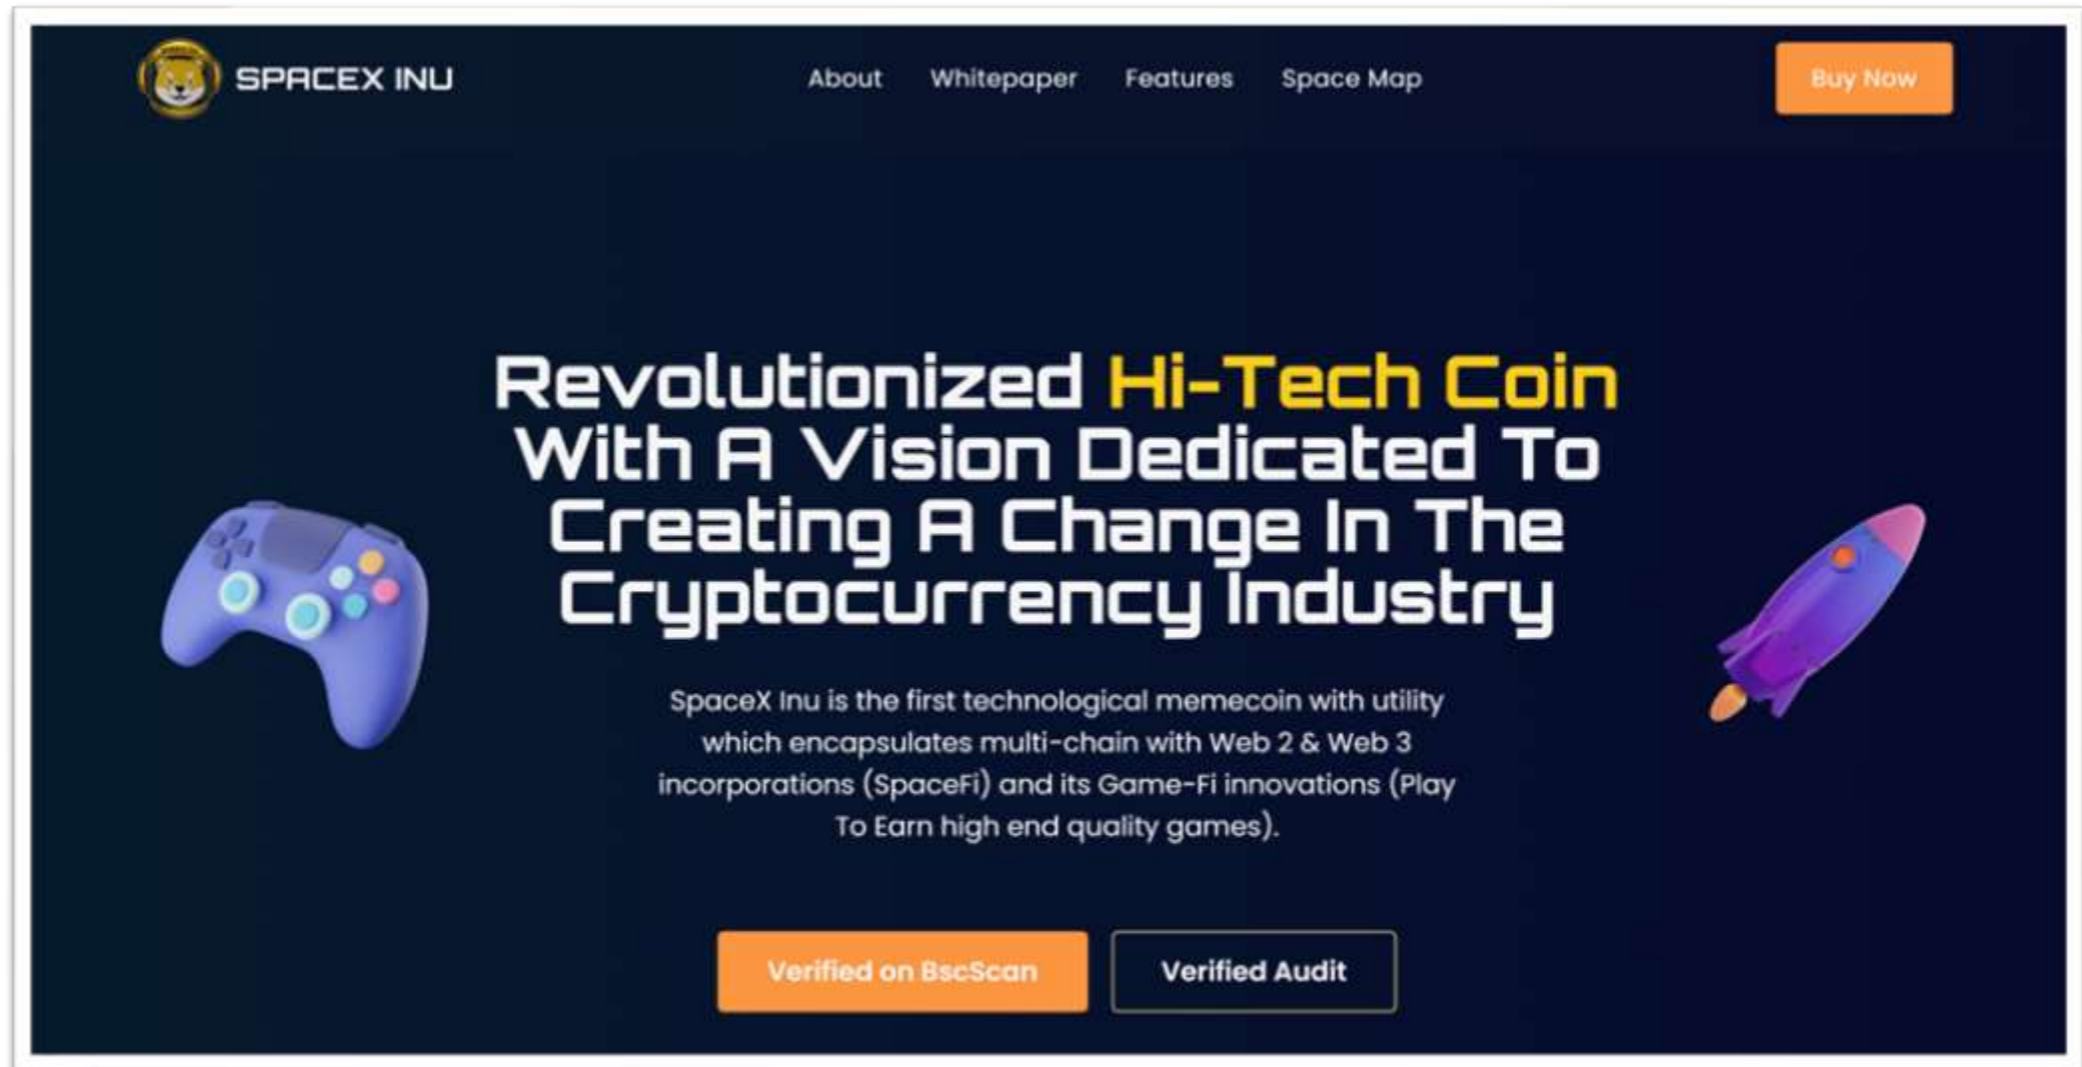 SPACEX INU
About
Whitepaper
Features
Space Map
Buy Now
Revolutionized Hi-Tech Coin
With A Vision Dedicated To
Creating A Change In The
Cryptocurrency Industry
SpaceX Inu is the first technological memecoin with utility
which encapsulates multi-chain with Web 2 & Web 3
incorporations (SpaceFi) and its Game-Fi innovations (Play
To Earn high end quality games).
Verified on BscScan
Verified Audit